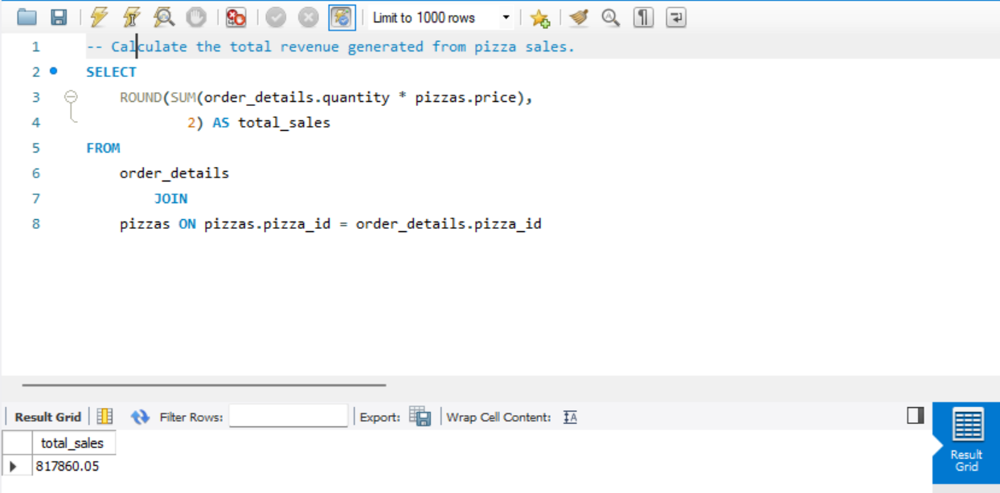 Limit to 1000 rows
1 -- Calculate the total revenue generated from pizza sales.
2 SELECT
3 ROUND(SUM(order_details.quantity * pizzas.price),
4 2) AS total_sales
5 FROM
6 order_details
7 JOIN
8 pizzas ON pizzas.pizza_id = order_details.pizza_id
Result Grid Filter Rows: Export: Wrap Cell Content: IA
total_sales
817860.05
Result
Grid